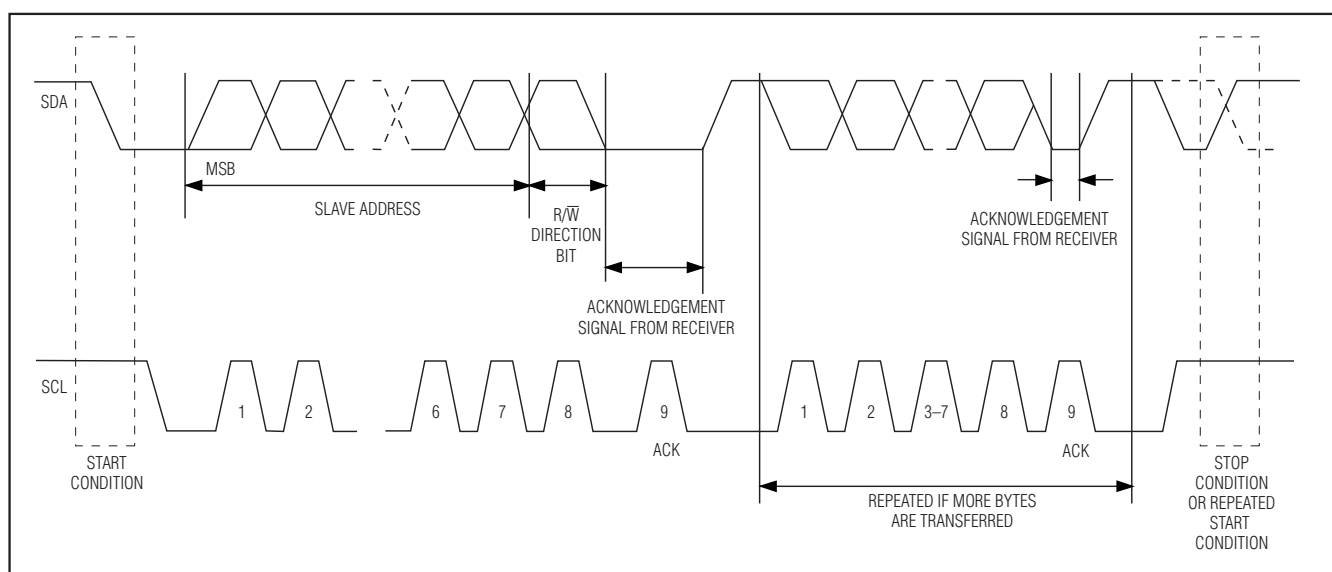 SDA
MSB
SLAVE ADDRESS
R/W̅
DIRECTION
BIT
ACKNOWLEDGEMENT
SIGNAL FROM RECEIVER
ACKNOWLEDGEMENT
SIGNAL FROM RECEIVER
SCL
1
2
6
7
8
9
1
2
3–7
8
9
ACK
ACK
START
CONDITION
REPEATED IF MORE BYTES
ARE TRANSFERRED
STOP
CONDITION
OR REPEATED
START
CONDITION